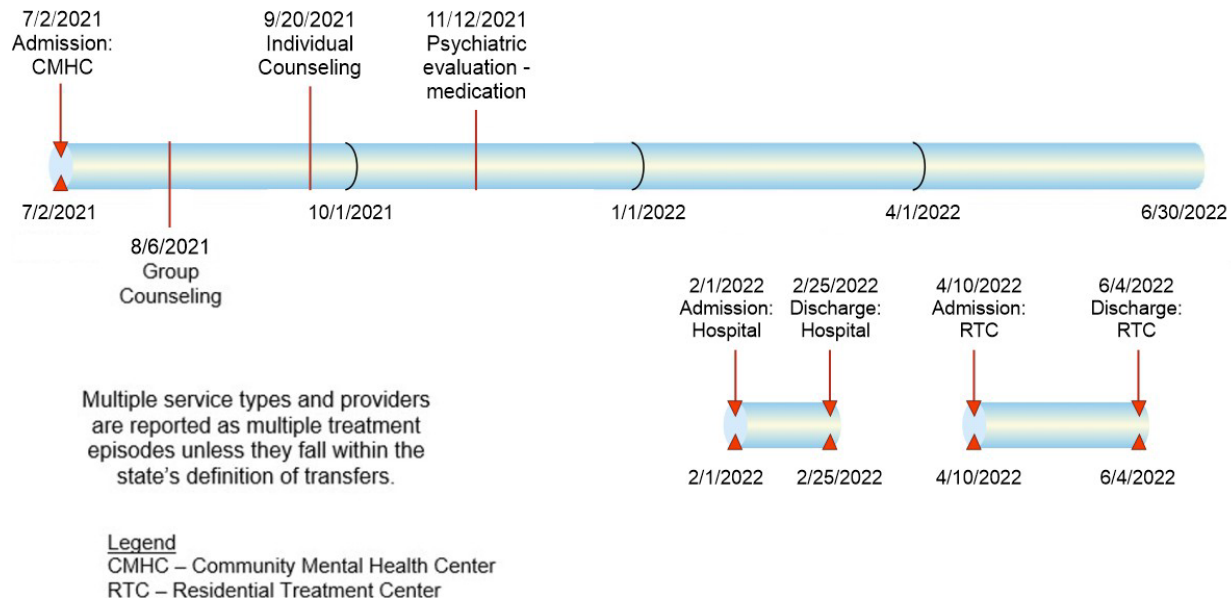 7/2/2021
Admission:
CMHC
9/20/2021
Individual
Counseling
11/12/2021
Psychiatric
evaluation -
medication
7/2/2021
10/1/2021
1/1/2022
4/1/2022
6/30/2022
8/6/2021
Group
Counseling
2/1/2022
Admission:
Hospital
2/25/2022
Discharge:
Hospital
4/10/2022
Admission:
RTC
6/4/2022
Discharge:
RTC
2/1/2022
2/25/2022
4/10/2022
6/4/2022
Multiple service types and providers
are reported as multiple treatment
episodes unless they fall within the
state’s definition of transfers.
Legend
CMHC – Community Mental Health Center
RTC – Residential Treatment Center